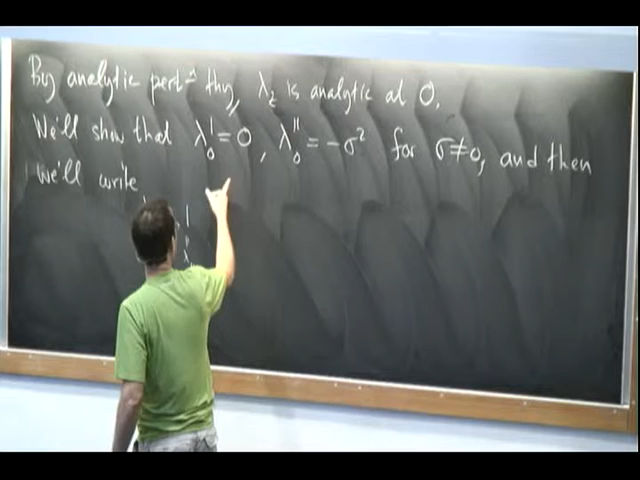 By analytic pertⁿ thy, λ_z is analytic at 0.
We'll show that λ'_0 = 0, λ''_0 = -σ² for σ≠0, and then
we'll write